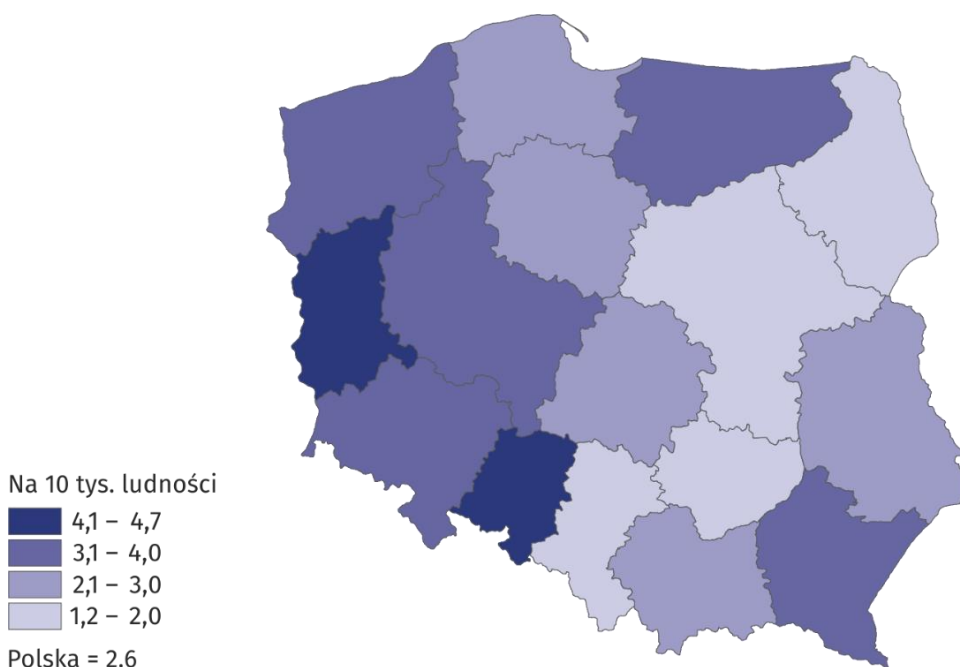 Na 10 tys. ludności
4,1 – 4,7
3,1 – 4,0
2,1 – 3,0
1,2 – 2,0
Polska = 2,6